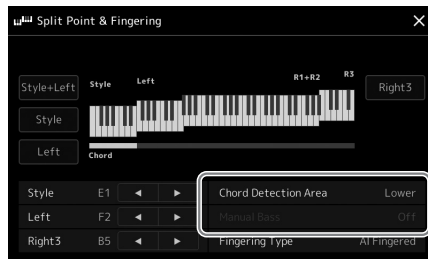 Split Point & Fingering
Style+Left
Style
Left
Style Left R1+R2 R3
Chord
Right3
Style E1
Left F2
Right3 B5
Chord Detection Area Lower
Manual Bass Off
Fingering Type AI Fingered